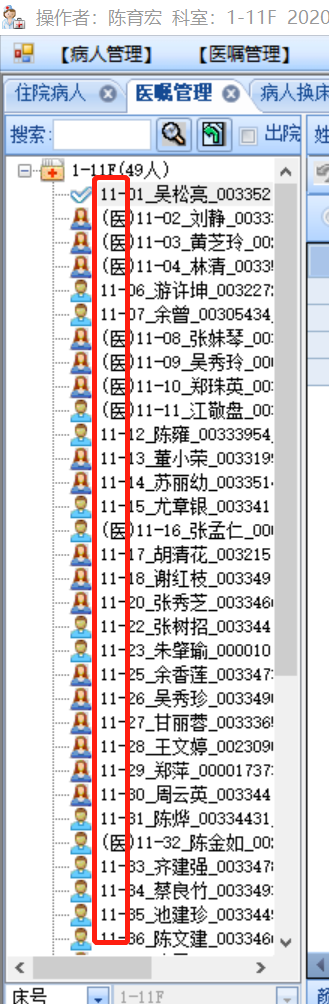 操作者: 陈育宏 科室: 1-11F 2020
【病人管理】 【医嘱管理】
住院病人 医嘱管理 病人换床
搜索: 出院 姓
1-11F(49人)
11-01_吴松亮_003352
(医)11-02_刘静_0033
(医)11-03_黄芝玲_00
(医)11-04_林清_0033
11-06_游许坤_003227
11-07_余曾_00305434_
(医)11-08_张妹琴_00
(医)11-09_吴秀玲_00
(医)11-10_郑珠英_00
(医)11-11_江敬盘_00
11-12_陈雍_00333954_
11-13_董小荣_003319
11-14_苏丽幼_003351
11-15_尤章银_003341
(医)11-16_张孟仁_00
11-17_胡清花_003215
11-18_谢红枝_003349
11-20_张秀芝_003346
11-22_张树招_003344
11-23_朱肇瑜_000010
11-25_余香莲_003347
11-26_吴秀珍_003349
11-27_甘丽蓉_003336
11-28_王文婷_002309
11-29_郑萍_00001737
11-30_周云英_003344
11-31_陈烨_00334431_
(医)11-32_陈金如_00
11-33_齐建强_003347
11-34_蔡良竹_003349
11-35_池建珍_003344
11-36_陈文建_003346
床号 1-11F 颜